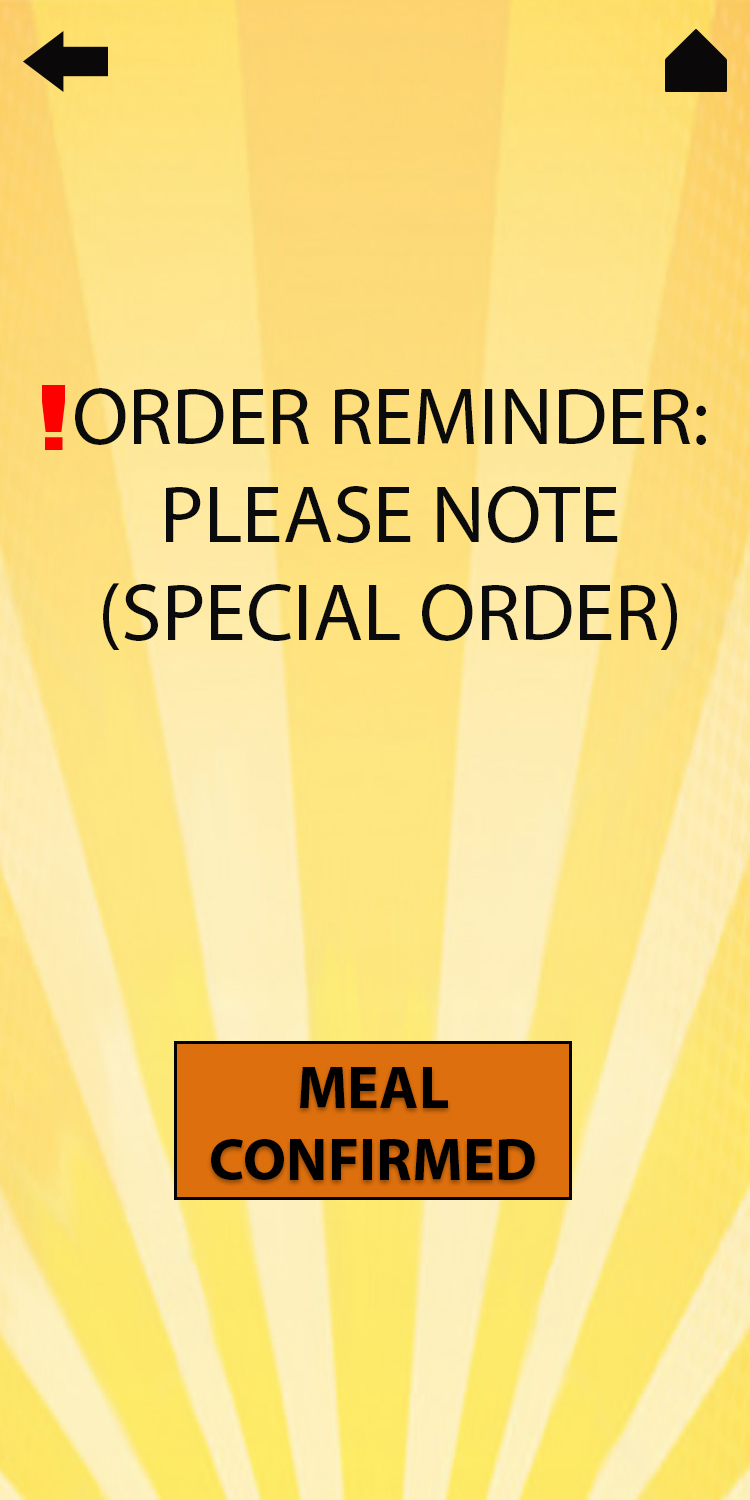 !ORDER REMINDER:
PLEASE NOTE
(SPECIAL ORDER)
MEAL
CONFIRMED